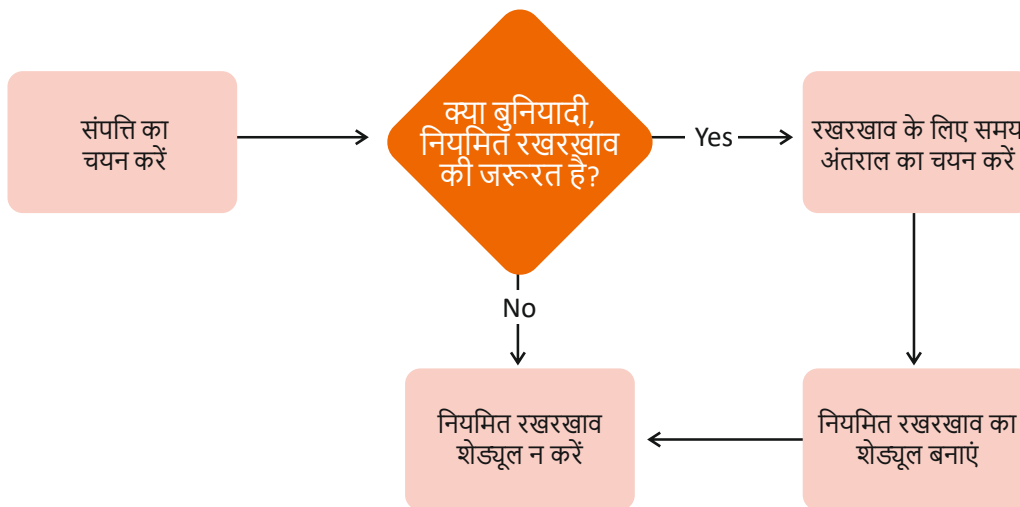 संपत्ति का
चयन करें
क्या बुनियादी,
नियमित रखरखाव
की जरूरत है?
Yes
रखरखाव के लिए समय
अंतराल का चयन करें
No
नियमित रखरखाव
शेड्यूल न करें
नियमित रखरखाव का
शेड्यूल बनाएं